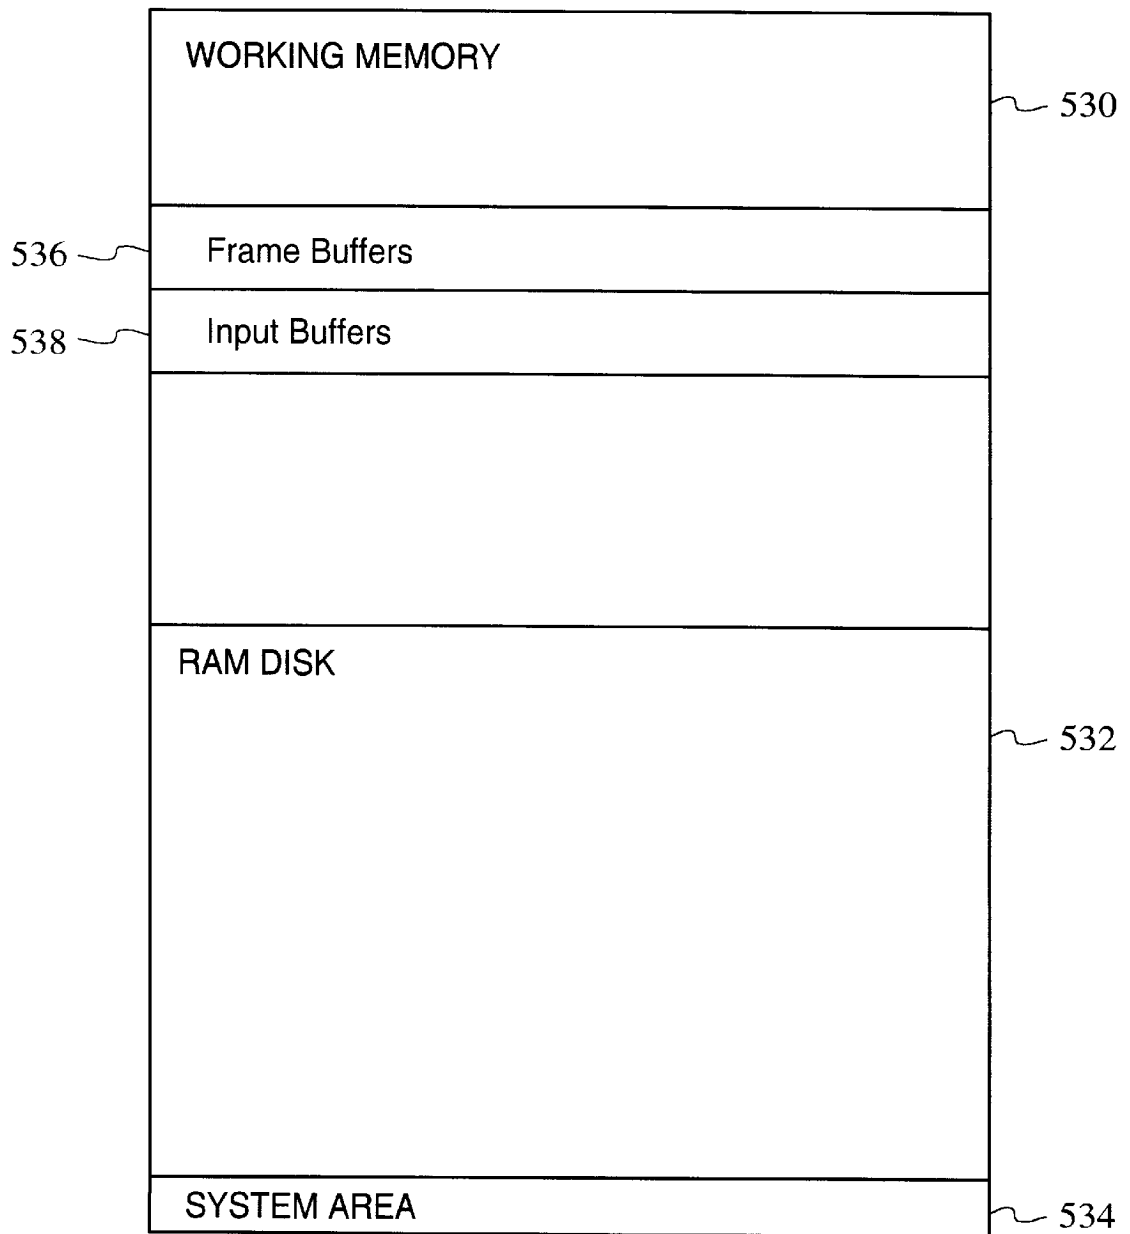 WORKING MEMORY
530
536
Frame Buffers
538
Input Buffers
RAM DISK
532
SYSTEM AREA
534